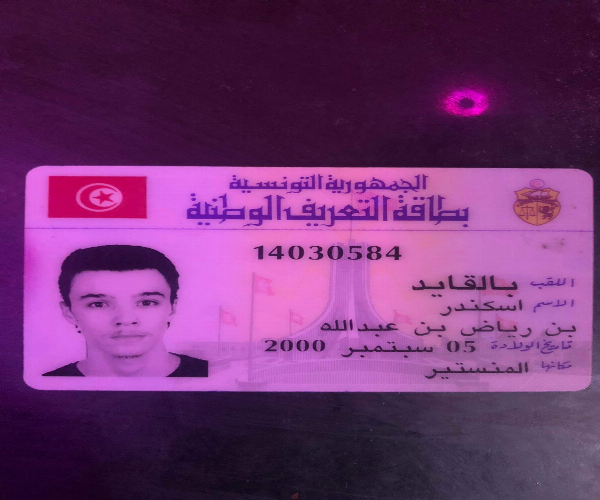 الجمهورية التونسية
بطاقة التعريف الوطنية
14030584
اللقب بالقايد
الاسم اسكندر
بن رياض بن عبدالله
تاريخ الولادة 05 سبتمبر 2000
مكانها المنستير